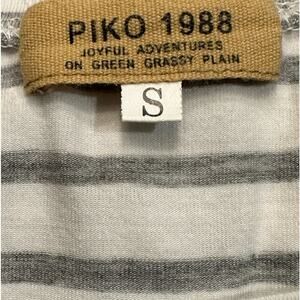 PIKO 1988
JOYFUL ADVENTURES
ON GREEN GRASSY PLAIN
S